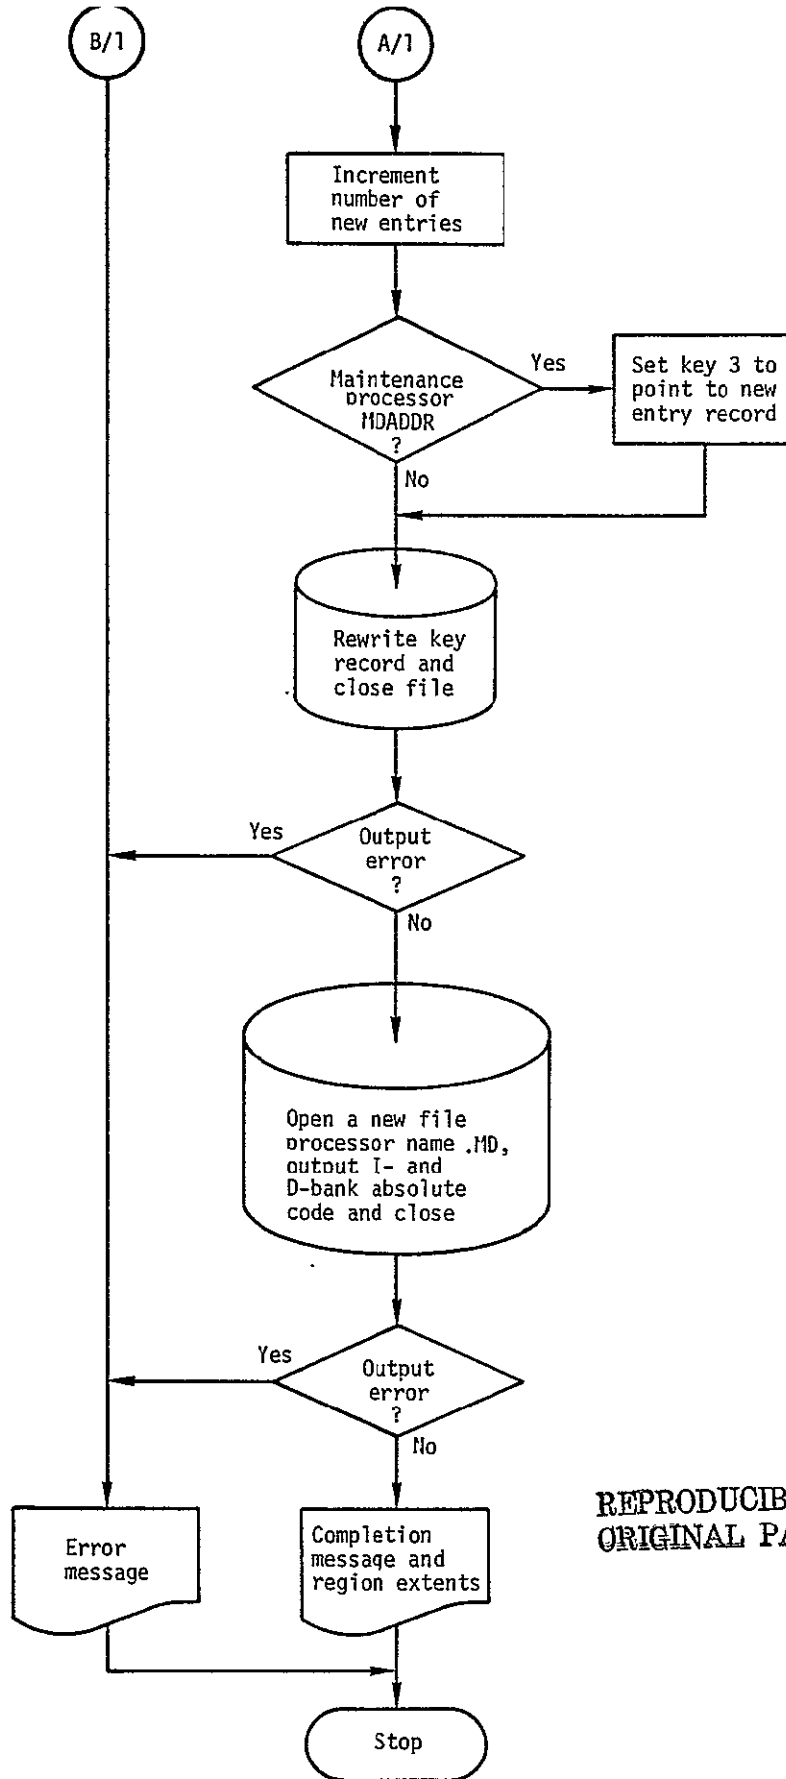 B/1
A/1
Increment
number of
new entries
Maintenance
processor
MDADDR
?
Yes
Set key 3 to
point to new
entry record
No
Rewrite key
record and
close file
Yes
Output
error
?
No
Open a new file
processor name .MD,
output I- and
D-bank absolute
code and close
Yes
Output
error
?
No
Error
message
Completion
message and
region extents
REPRODUCIB
ORIGINAL PA
Stop